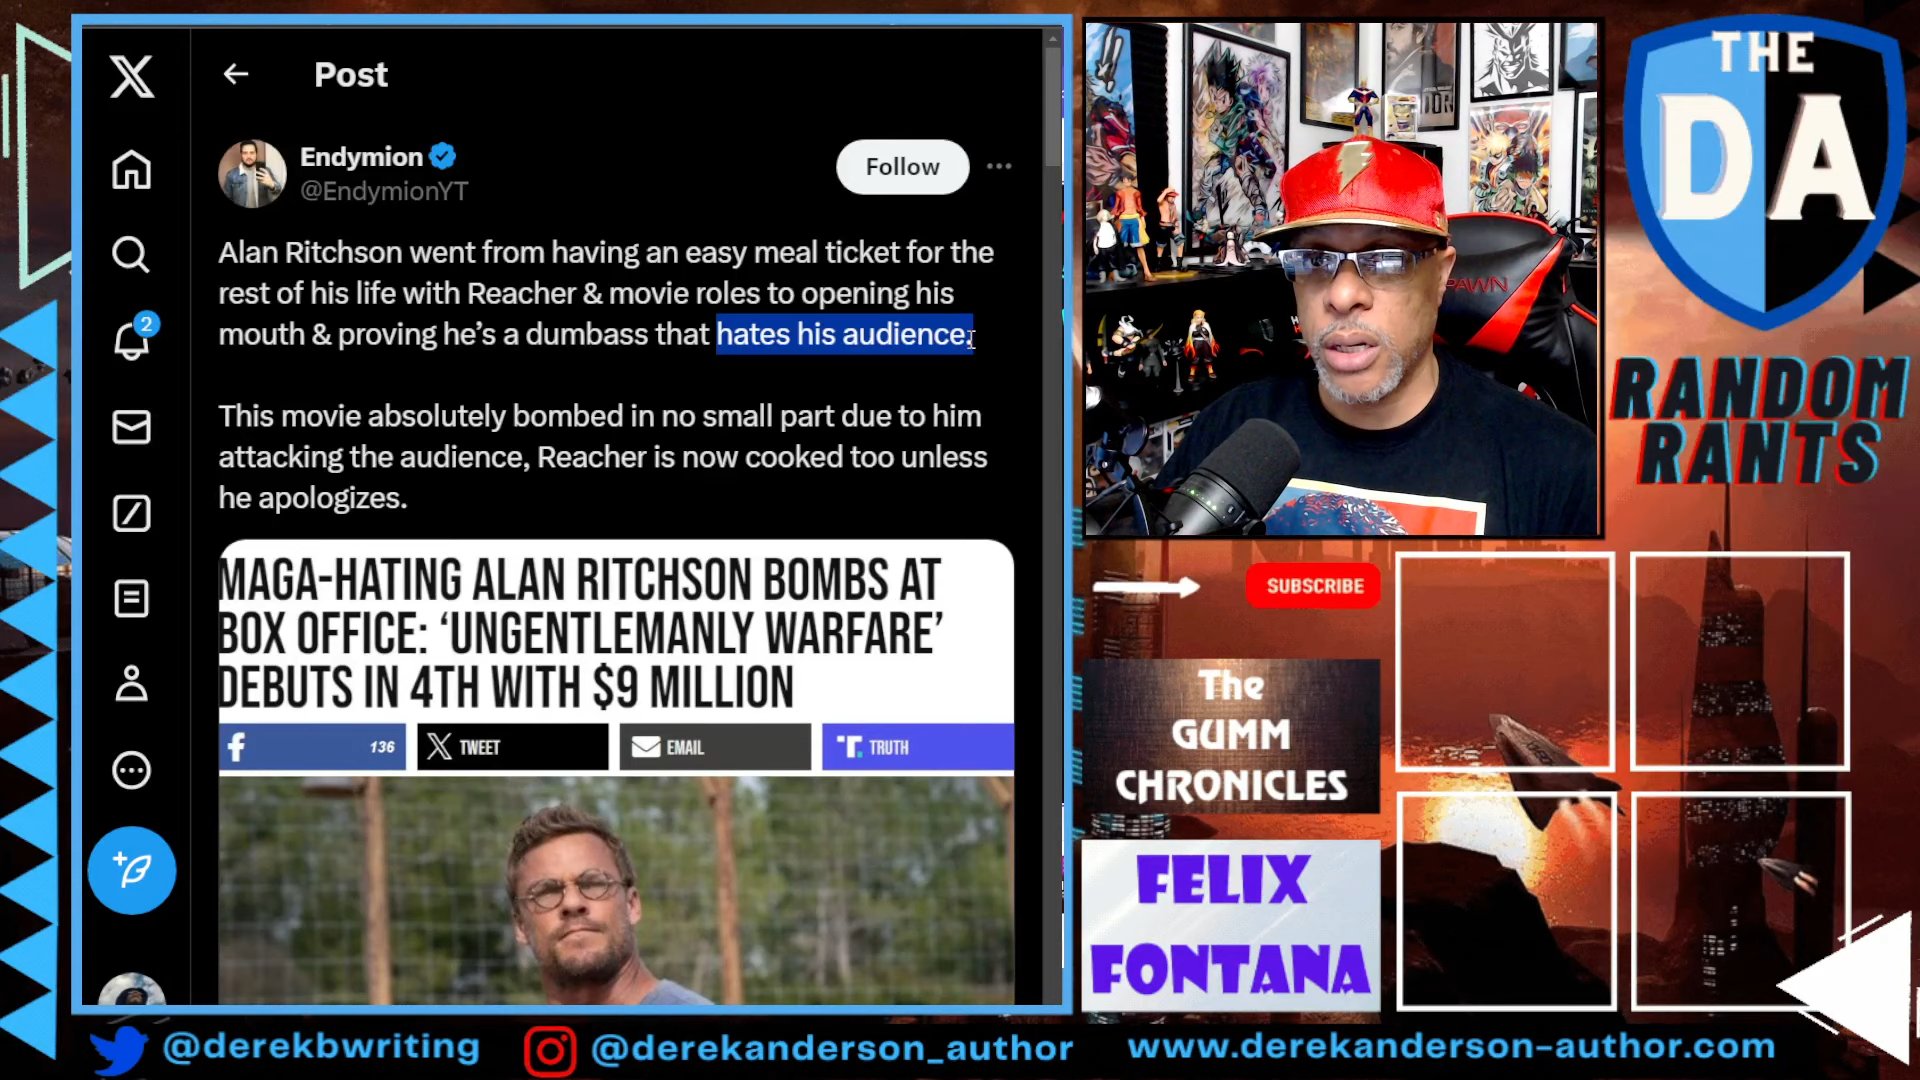 Post
Endymion
@EndymionYT
Follow
Alan Ritchson went from having an easy meal ticket for the
rest of his life with Reacher & movie roles to opening his
mouth & proving he's a dumbass that hates his audience.
This movie absolutely bombed in no small part due to him
attacking the audience, Reacher is now cooked too unless
he apologizes.
MAGA-HATING ALAN RITCHSON BOMBS AT
BOX OFFICE: ‘UNGENTLEMANLY WARFARE’
DEBUTS IN 4TH WITH $9 MILLION
136
TWEET
EMAIL
TRUTH
2
THE
DA
RANDOM
RANTS
SUBSCRIBE
The
GUMM
CHRONICLES
FELIX
FONTANA
@derekbwriting
@derekanderson_author
www.derekanderson-author.com